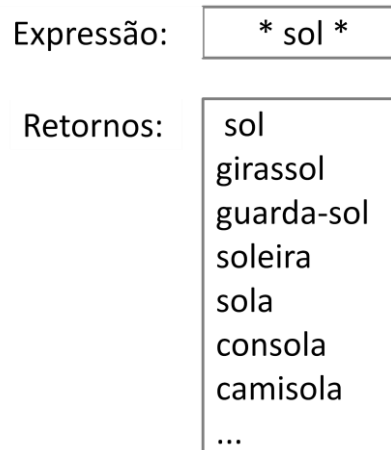 Expressão: * sol *
Retornos: sol
girassol
guarda-sol
soleira
sola
consola
camisola
...